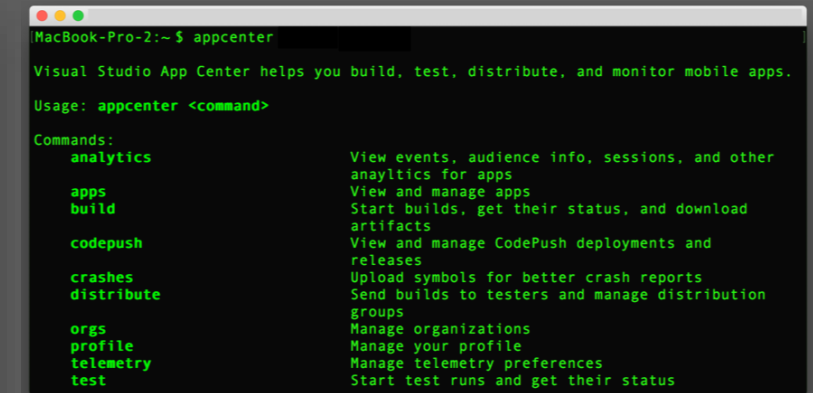 [MacBook-Pro-2:~ $ appcenter ]
Visual Studio App Center helps you build, test, distribute, and monitor mobile apps.
Usage: appcenter <command>
Commands:
analytics View events, audience info, sessions, and other
anayltics for apps
apps View and manage apps
build Start builds, get their status, and download
artifacts
codepush View and manage CodePush deployments and
releases
crashes Upload symbols for better crash reports
distribute Send builds to testers and manage distribution
groups
orgs Manage organizations
profile Manage your profile
telemetry Manage telemetry preferences
test Start test runs and get their status